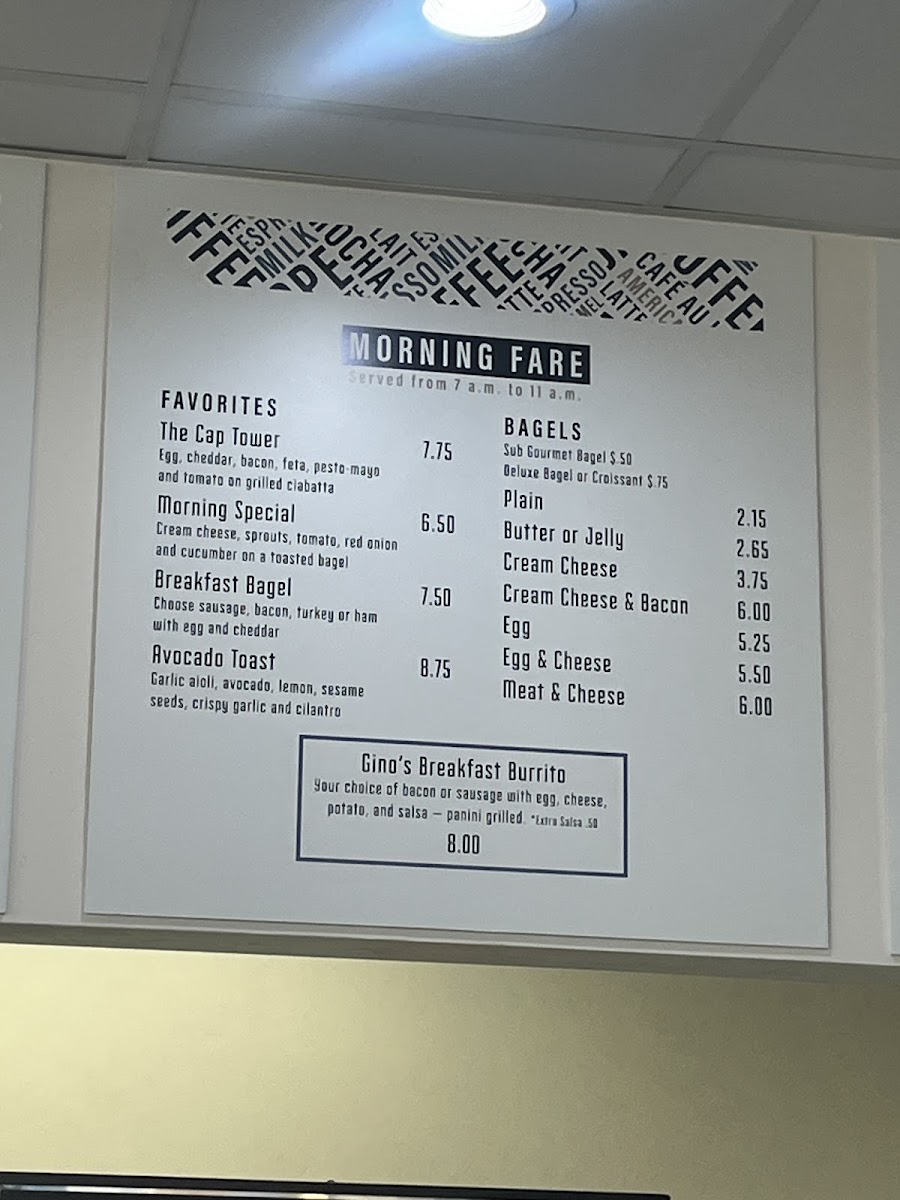 MORNING FARE
Served from 7 a.m. to 11 a.m.
FAVORITES
The Cap Tower 7.75
Egg, cheddar, bacon, feta, pesto-mayo
and tomato on grilled ciabatta
Morning Special 6.50
Cream cheese, sprouts, tomato, red onion
and cucumber on a toasted bagel
Breakfast Bagel 7.50
Choose sausage, bacon, turkey or ham
with egg and cheddar
Avocado Toast 8.75
Garlic aioli, avocado, lemon, sesame
seeds, crispy garlic and cilantro
BAGELS
Sub Gourmet Bagel $.50
Deluxe Bagel or Croissant $.75
Plain 2.15
Butter or Jelly 2.65
Cream Cheese 3.75
Cream Cheese & Bacon 6.00
Egg 5.25
Egg & Cheese 5.50
Meat & Cheese 6.00
Gino's Breakfast Burrito
Your choice of bacon or sausage with egg, cheese,
potato, and salsa – panini grilled. *Extra Salsa .50
8.00